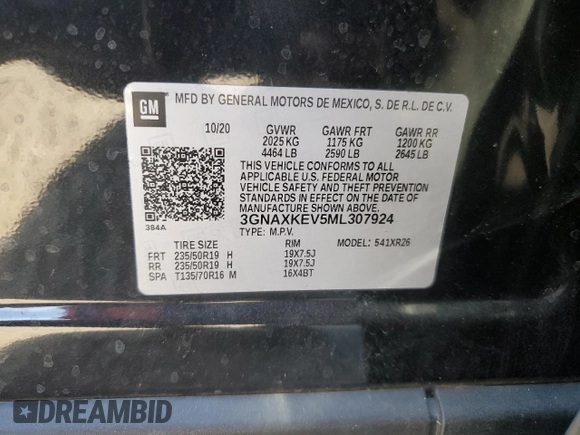 GM
MFD BY GENERAL MOTORS DE MEXICO, S. DE R.L. DE C.V.
10/20 GVWR GAWR FRT GAWR RR
2025 KG 1175 KG 1200 KG
4464 LB 2590 LB 2645 LB
THIS VEHICLE CONFORMS TO ALL
APPLICABLE U.S. FEDERAL MOTOR
VEHICLE SAFETY AND THEFT PREVENTION
STANDARDS IN EFFECT ON THE DATE OF
MANUFACTURE SHOWN ABOVE.
3GNAXKEV5ML307924
384A
TYPE: M.P.V.
TIRE SIZE RIM MODEL: 541XR26
FRT 235/50R19 H 19X7.5J
RR 235/50R19 H 19X7.5J
SPA T135/70R16 M 16X4BT
DREAMBID